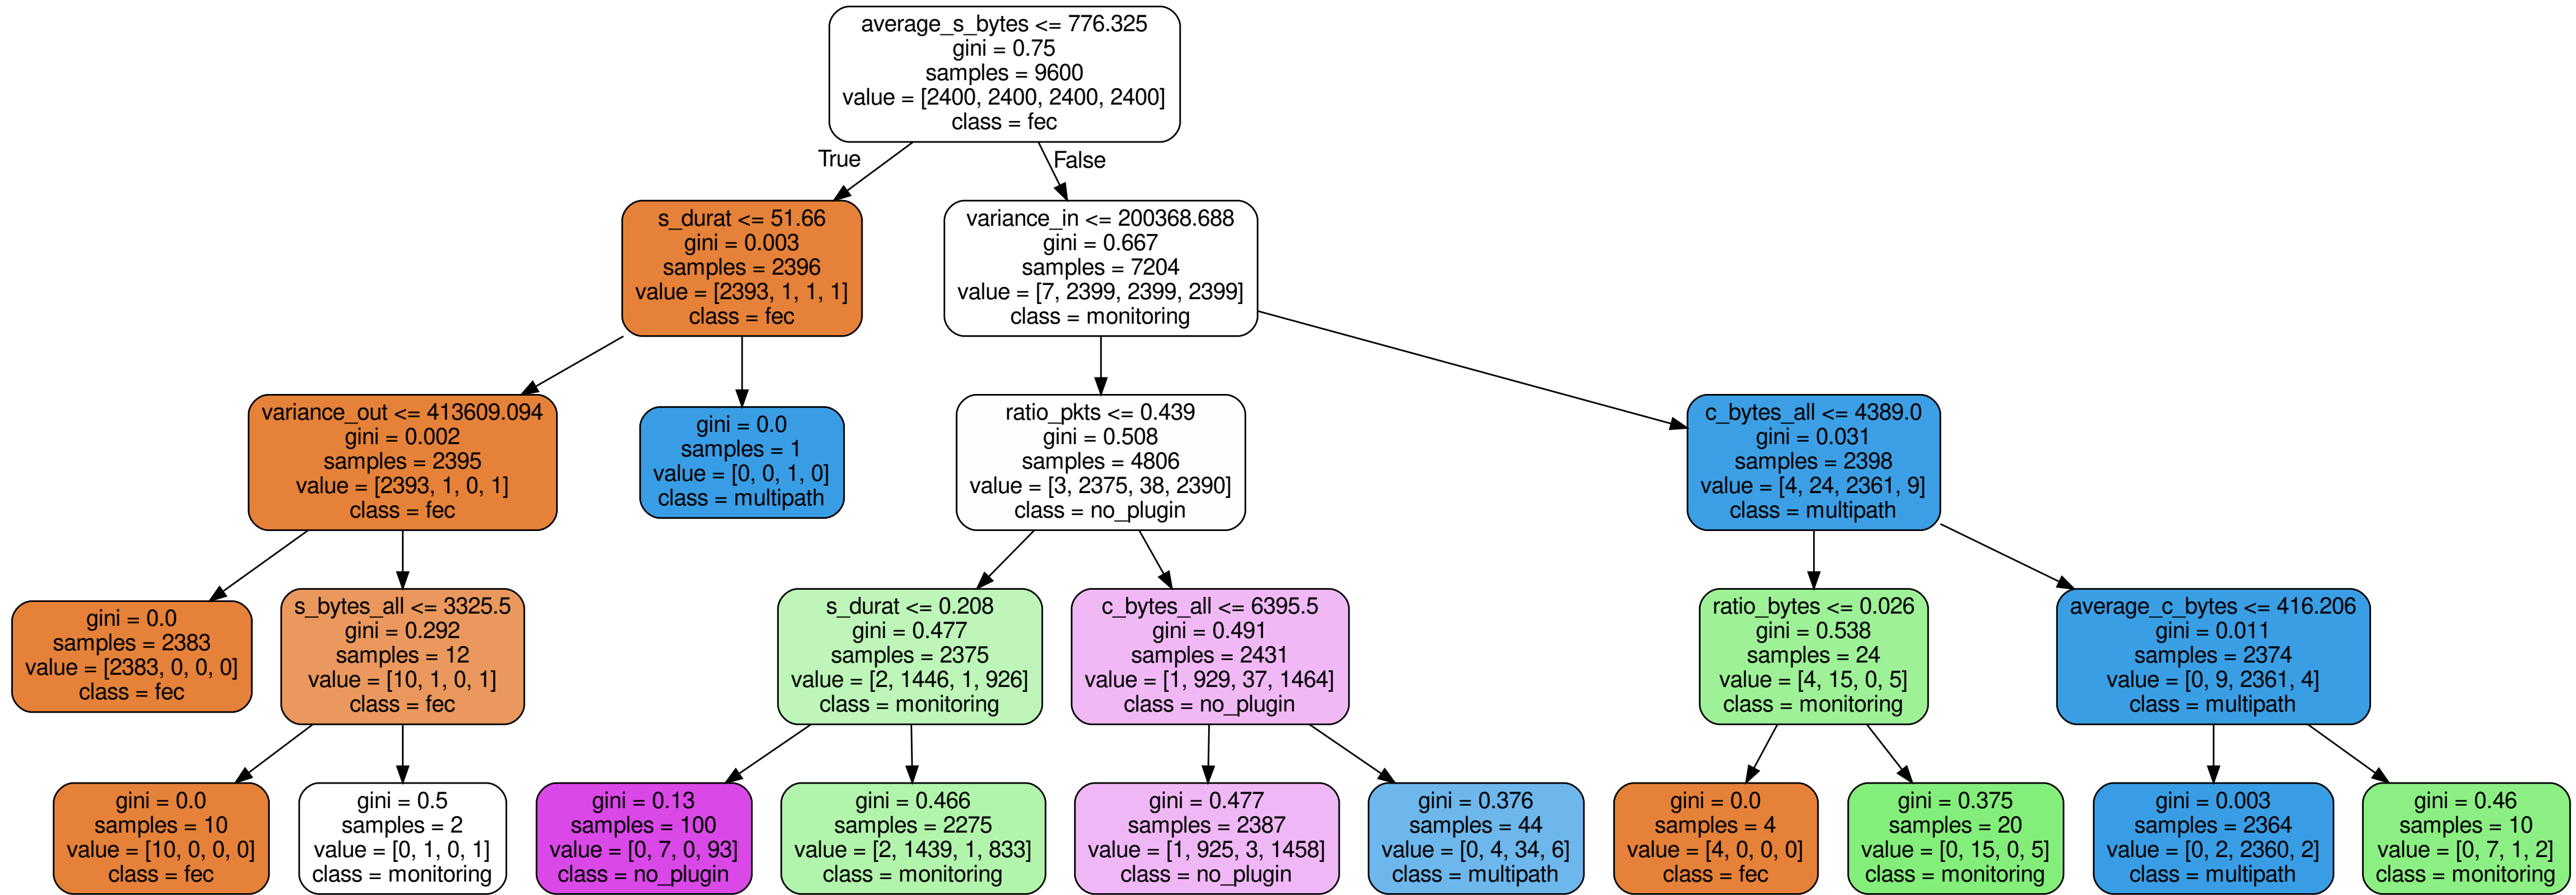 average_s_bytes <= 776.325
gini = 0.75
samples = 9600
value = [2400, 2400, 2400, 2400]
class = fec
True
False
s_durat <= 51.66
gini = 0.003
samples = 2396
value = [2393, 1, 1, 1]
class = fec
variance_in <= 200368.688
gini = 0.667
samples = 7204
value = [7, 2399, 2399, 2399]
class = monitoring
variance_out <= 413609.094
gini = 0.002
samples = 2395
value = [2393, 1, 0, 1]
class = fec
gini = 0.0
samples = 1
value = [0, 0, 1, 0]
class = multipath
ratio_pkts <= 0.439
gini = 0.508
samples = 4806
value = [3, 2375, 38, 2390]
class = no_plugin
c_bytes_all <= 4389.0
gini = 0.031
samples = 2398
value = [4, 24, 2361, 9]
class = multipath
gini = 0.0
samples = 2383
value = [2383, 0, 0, 0]
class = fec
s_bytes_all <= 3325.5
gini = 0.292
samples = 12
value = [10, 1, 0, 1]
class = fec
s_durat <= 0.208
gini = 0.477
samples = 2375
value = [2, 1446, 1, 926]
class = monitoring
c_bytes_all <= 6395.5
gini = 0.491
samples = 2431
value = [1, 929, 37, 1464]
class = no_plugin
ratio_bytes <= 0.026
gini = 0.538
samples = 24
value = [4, 15, 0, 5]
class = monitoring
average_c_bytes <= 416.206
gini = 0.011
samples = 2374
value = [0, 9, 2361, 4]
class = multipath
gini = 0.0
samples = 10
value = [10, 0, 0, 0]
class = fec
gini = 0.5
samples = 2
value = [0, 1, 0, 1]
class = monitoring
gini = 0.13
samples = 100
value = [0, 7, 0, 93]
class = no_plugin
gini = 0.466
samples = 2275
value = [2, 1439, 1, 833]
class = monitoring
gini = 0.477
samples = 2387
value = [1, 925, 3, 1458]
class = no_plugin
gini = 0.376
samples = 44
value = [0, 4, 34, 6]
class = multipath
gini = 0.0
samples = 4
value = [4, 0, 0, 0]
class = fec
gini = 0.375
samples = 20
value = [0, 15, 0, 5]
class = monitoring
gini = 0.003
samples = 2364
value = [0, 2, 2360, 2]
class = multipath
gini = 0.46
samples = 10
value = [0, 7, 1, 2]
class = monitoring